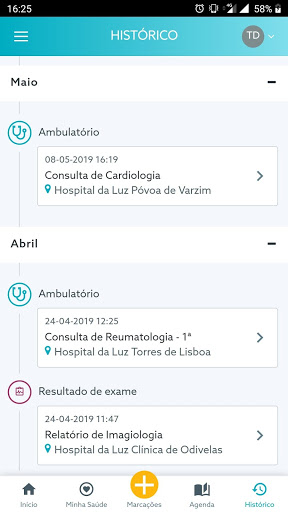 16:25
58%
HISTÓRICO
TD
Maio
Ambulatório
08-05-2019 16:19
Consulta de Cardiologia
Hospital da Luz Póvoa de Varzim
Abril
Ambulatório
24-04-2019 12:25
Consulta de Reumatologia - 1ª
Hospital da Luz Torres de Lisboa
Resultado de exame
24-04-2019 11:47
Relatório de Imagiologia
Hospital da Luz Clínica de Odivelas
Início
Minha Saúde
Marcações
Agenda
Histórico